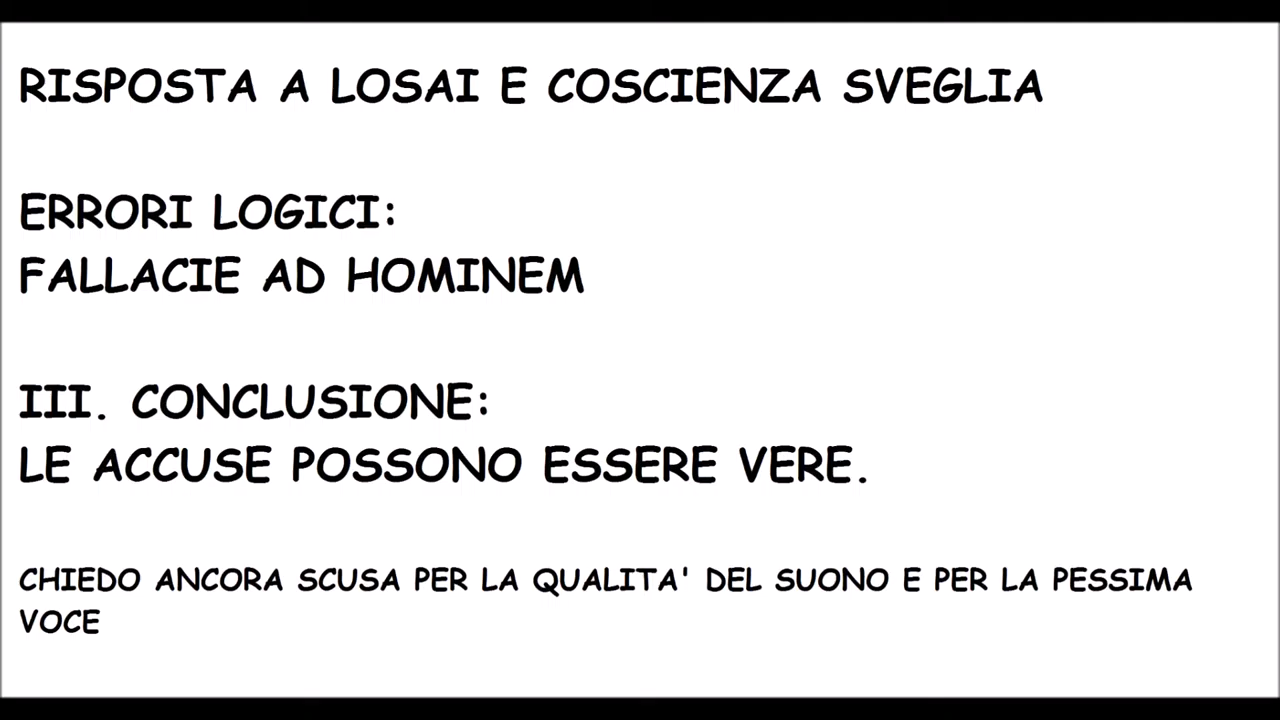 RISPOSTA A LOSAI E COSCIENZA SVEGLIA
ERRORI LOGICI:
FALLACIE AD HOMINEM
III. CONCLUSIONE:
LE ACCUSE POSSONO ESSERE VERE.
CHIEDO ANCORA SCUSA PER LA QUALITA' DEL SUONO E PER LA PESSIMA
VOCE